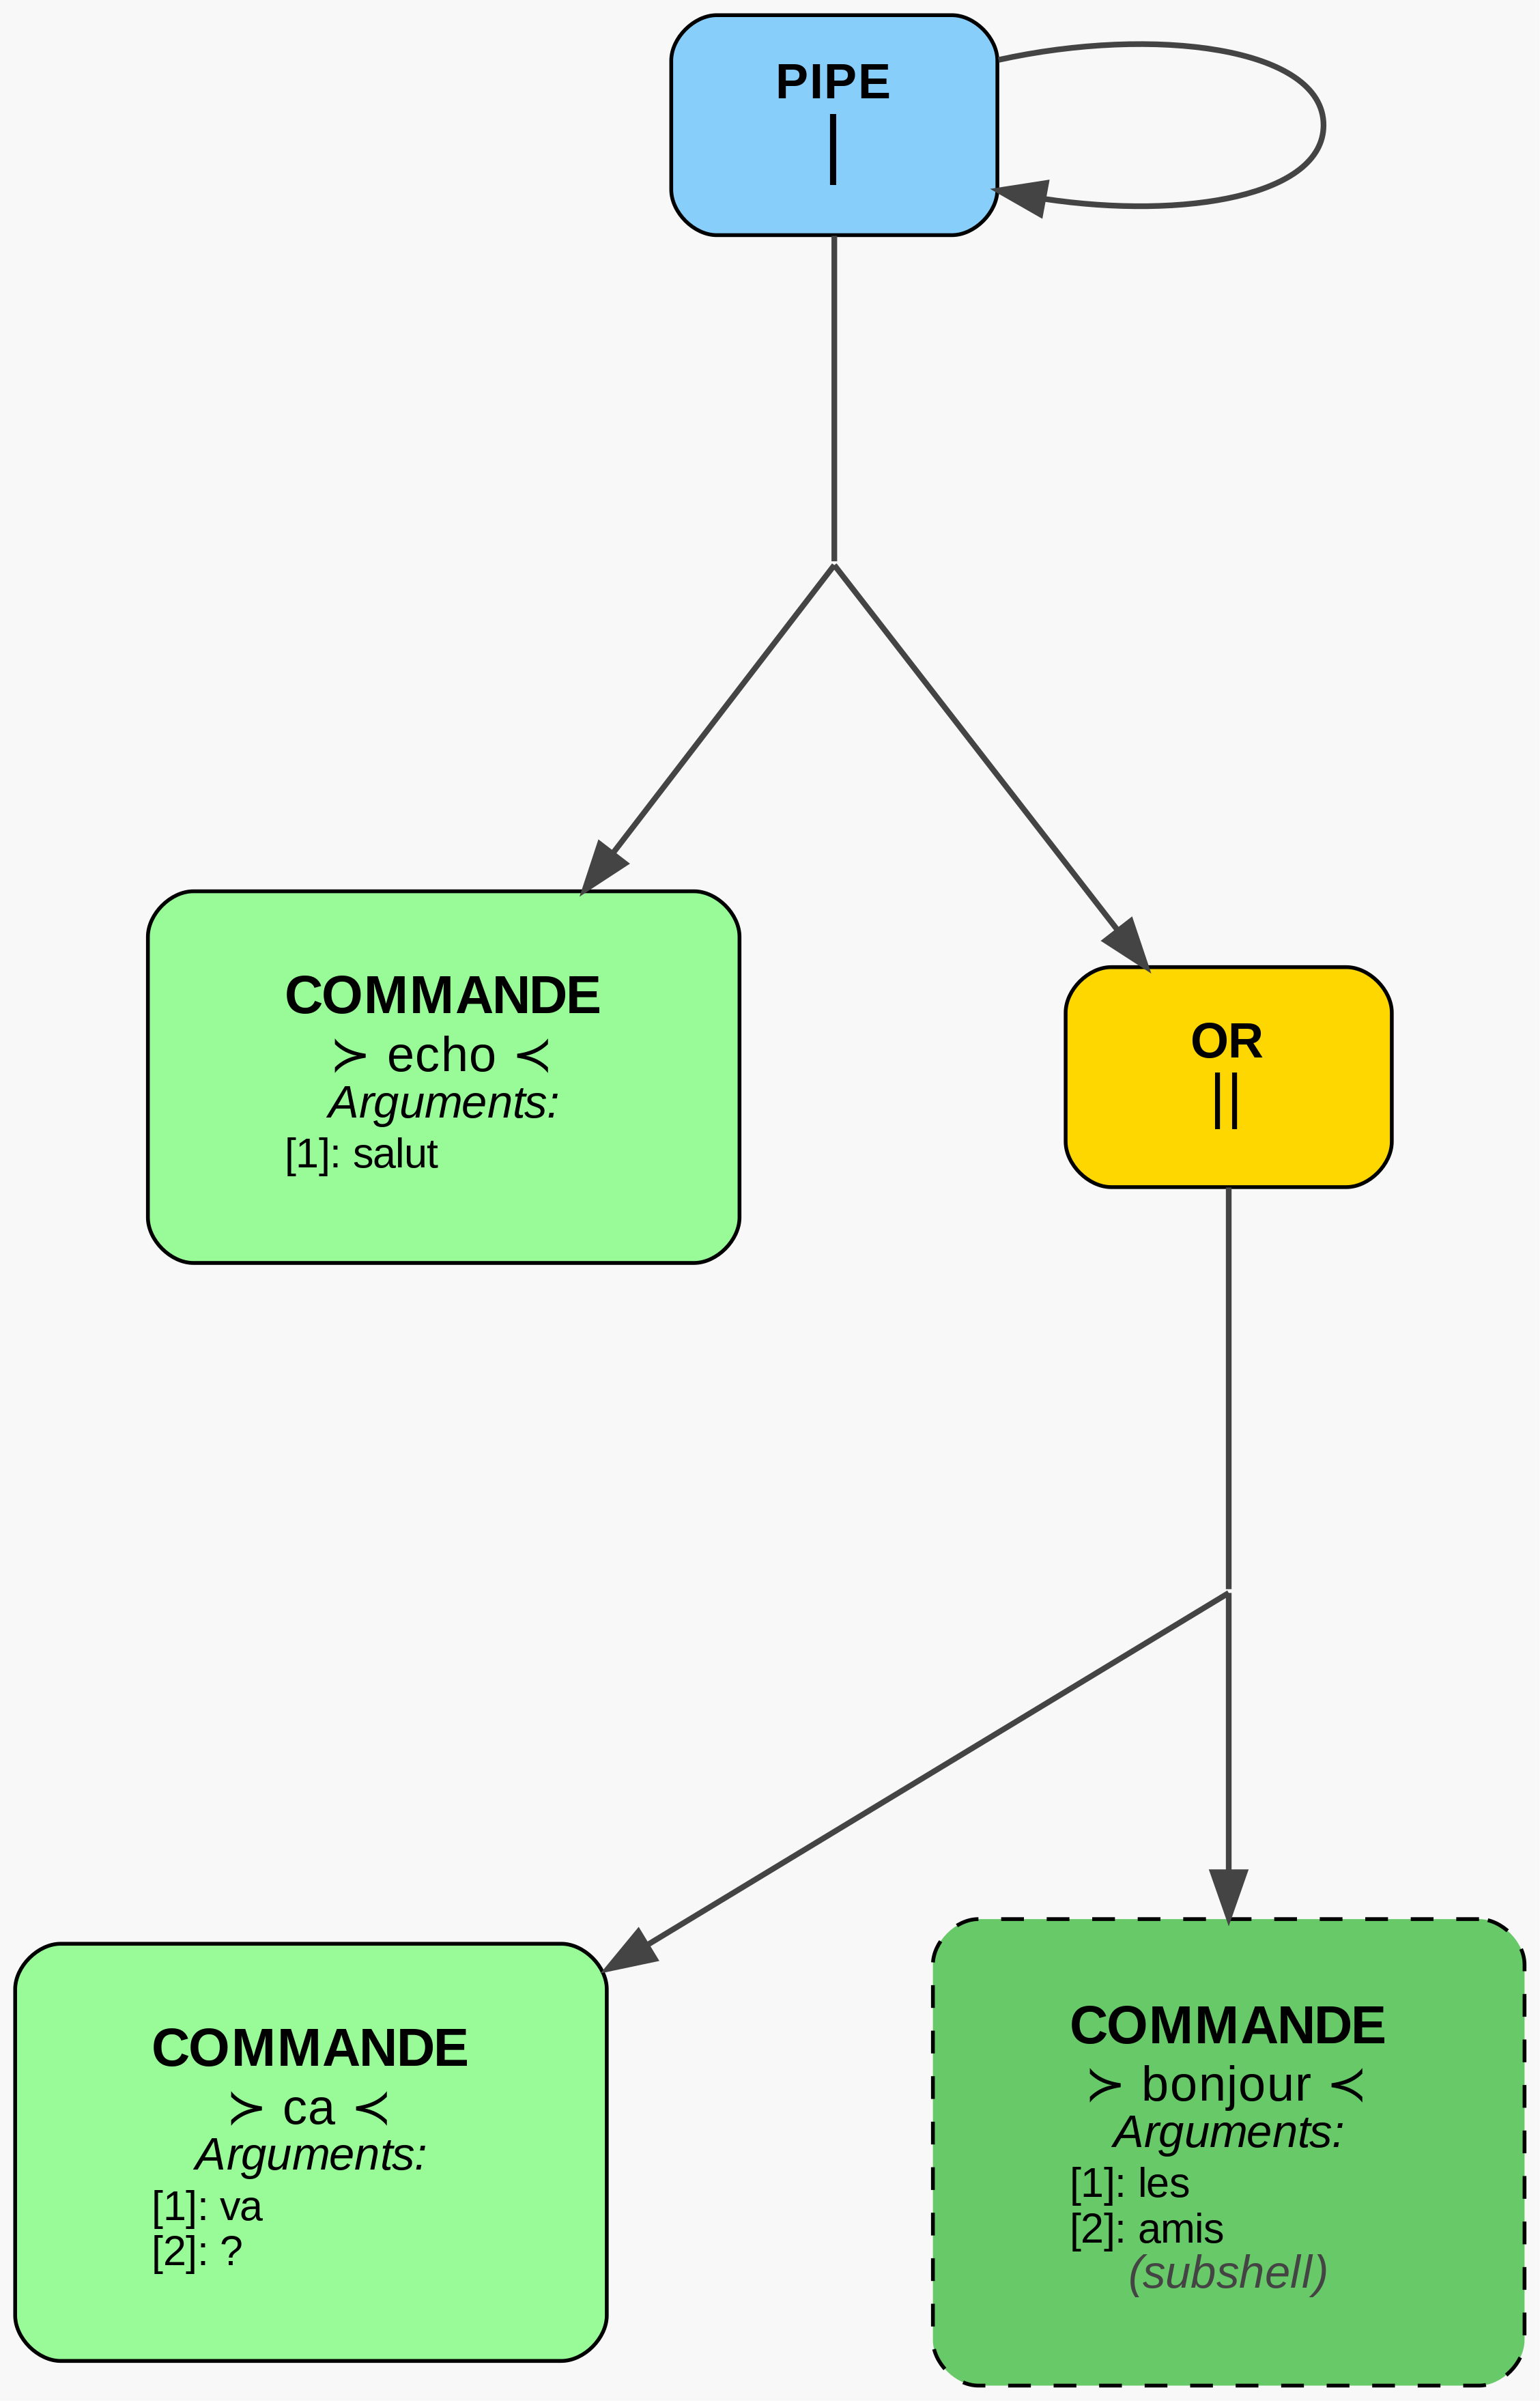 PIPE
|
COMMANDE
≻ echo ≺
Arguments:
[1]: salut
OR
||
COMMANDE
≻ ca ≺
Arguments:
[1]: va
[2]: ?
COMMANDE
≻ bonjour ≺
Arguments:
[1]: les
[2]: amis
(subshell)